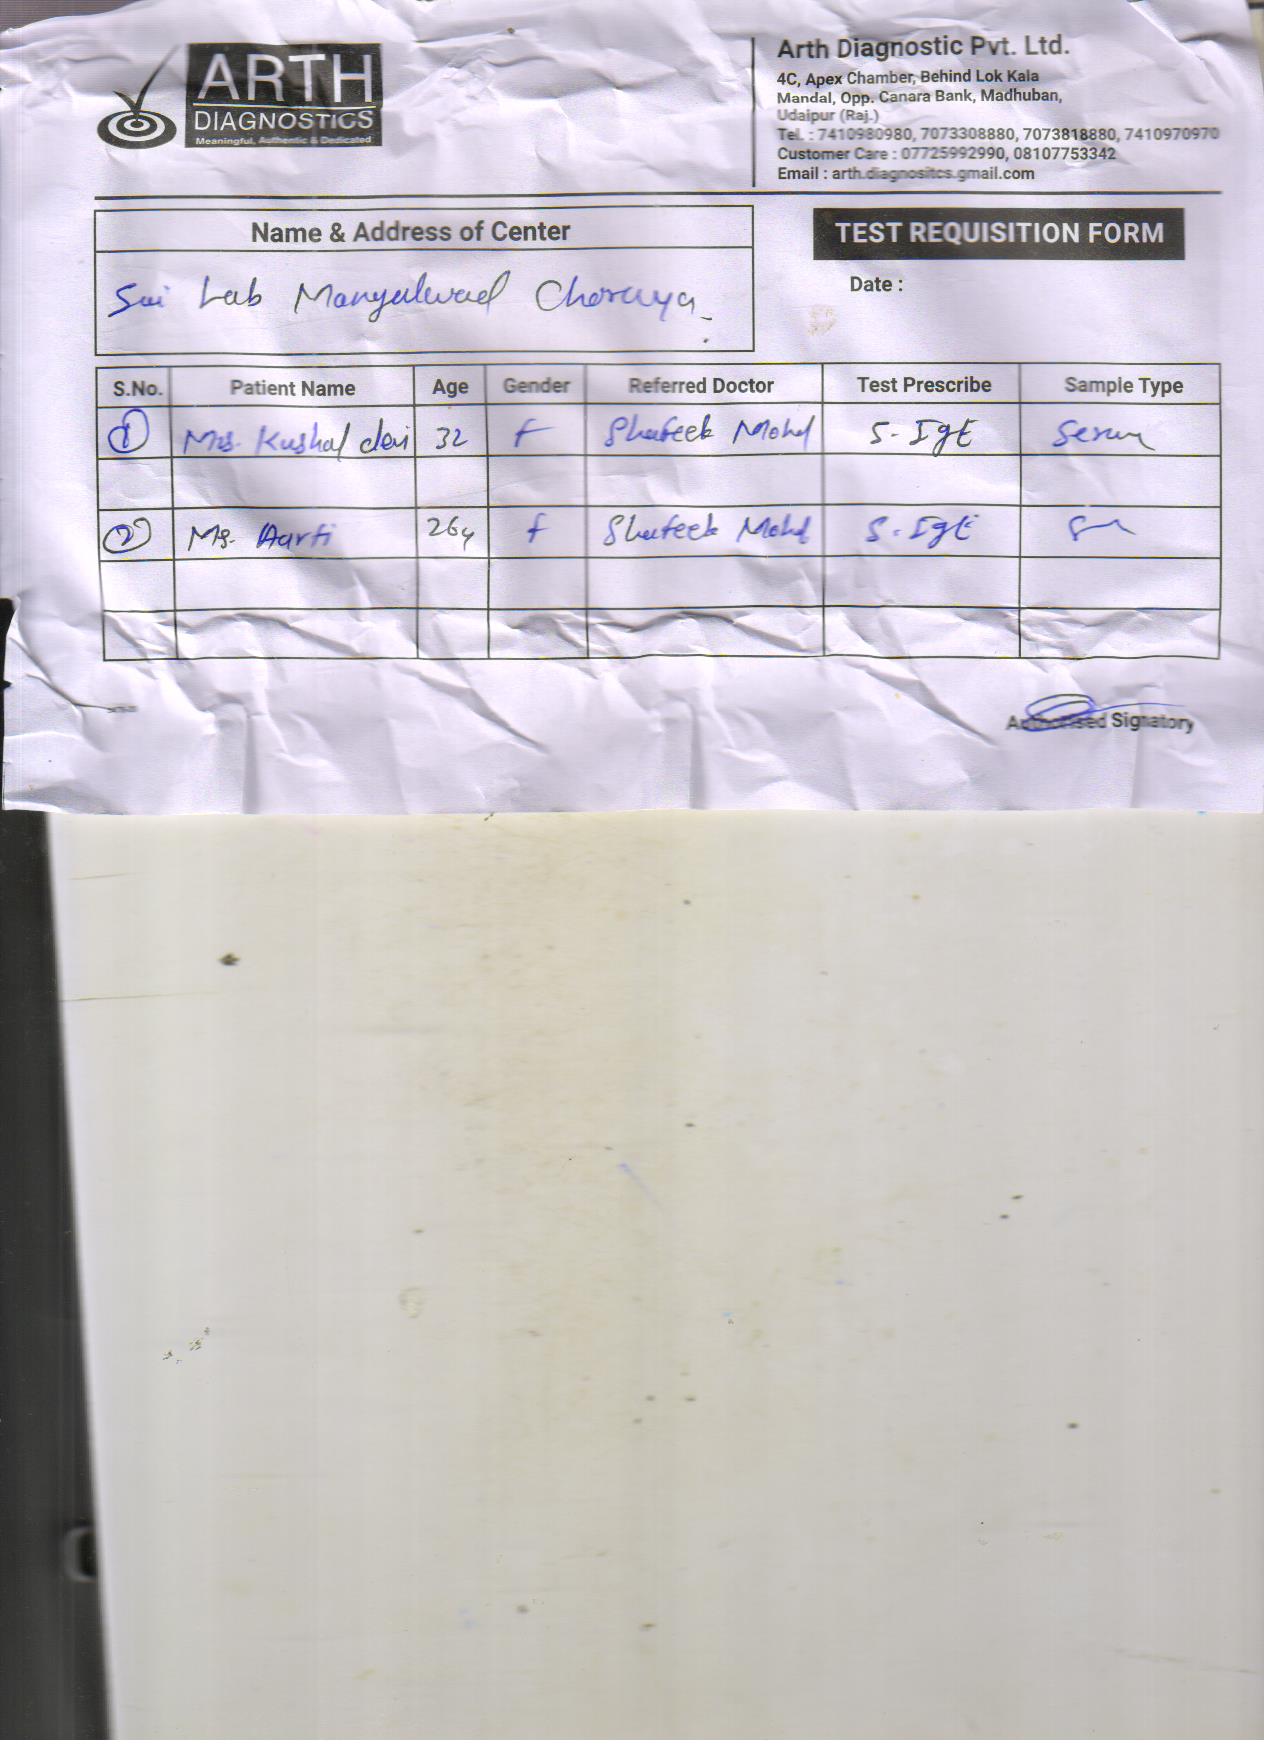 ARTH
DIAGNOSTICS
Meaningful, Authentic & Dedicated
Arth Diagnostic Pvt. Ltd.
4C, Apex Chamber, Behind Lok Kala
Mandal, Opp. Canara Bank, Madhuban,
Udaipur (Raj.)
Tel. : 7410980980, 7073308880, 7073818880, 7410970970
Customer Care : 07725992990, 08107753342
Email : arth.diagnositcs.gmail.com
Name & Address of Center
TEST REQUISITION FORM
Date :
Sai Lab Mangalwad Choraya
S.No. Patient Name Age Gender Referred Doctor Test Prescribe Sample Type
1 Mrs. Kushal devi 32 F Shafeek Mohd S-IgE Serum
2 Ms. Aarti 26y F Shafeek Mohd S-IgE
Authorised Signatory